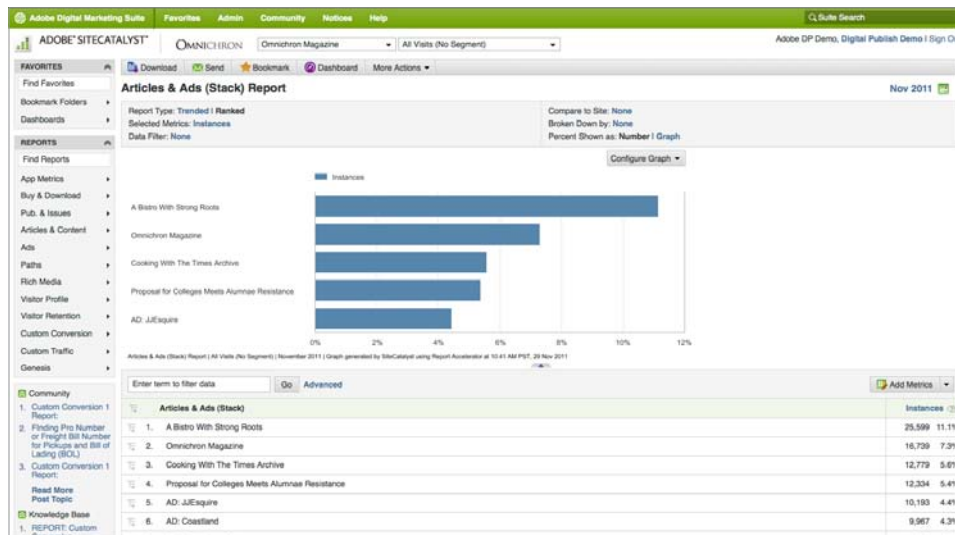 Adobe Digital Marketing Suite Favorites Admin Community Notices Help Suite Search
ADOBE® SITECATALYST® OMNICHRON Omnichron Magazine All Visits (No Segment) Adobe DP Demo, Digital Publish Demo | Sign O
FAVORITES
Find Favorites
Bookmark Folders
Dashboards
REPORTS
Find Reports
App Metrics
Buy & Download
Pub. & Issues
Articles & Content
Ads
Paths
Rich Media
Visitor Profile
Visitor Retention
Custom Conversion
Custom Traffic
Genesis
Community
1. Custom Conversion 1
Report:
2. Finding Pro Number
or Freight Bill Number
for Pickups and Bill of
Lading (BOL)
3. Custom Conversion 1
Report:
Read More
Post Topic
Knowledge Base
1. REPORT: Custom
Download Send Bookmark Dashboard More Actions
Articles & Ads (Stack) Report Nov 2011
Report Type: Trended | Ranked
Selected Metrics: Instances
Data Filter: None
Compare to Site: None
Broken Down by: None
Percent Shown as: Number | Graph
Configure Graph
Instances
A Bistro With Strong Roots
Omnichron Magazine
Cooking With The Times Archive
Proposal for Colleges Meets Alumnae Resistance
AD: JJEsquire
0% 2% 4% 6% 8% 10% 12%
Articles & Ads (Stack) Report | All Visits (No Segment) | November 2011 | Graph generated by SiteCatalyst using Report Accelerator at 10:41 AM PST, 29 Nov 2011
Enter term to filter data Go Advanced Add Metrics
Articles & Ads (Stack) Instances
1. A Bistro With Strong Roots 25,599 11.1%
2. Omnichron Magazine 16,739 7.3%
3. Cooking With The Times Archive 12,779 5.6%
4. Proposal for Colleges Meets Alumnae Resistance 12,334 5.4%
5. AD: JJEsquire 10,193 4.4%
6. AD: Coastland 9,967 4.3%